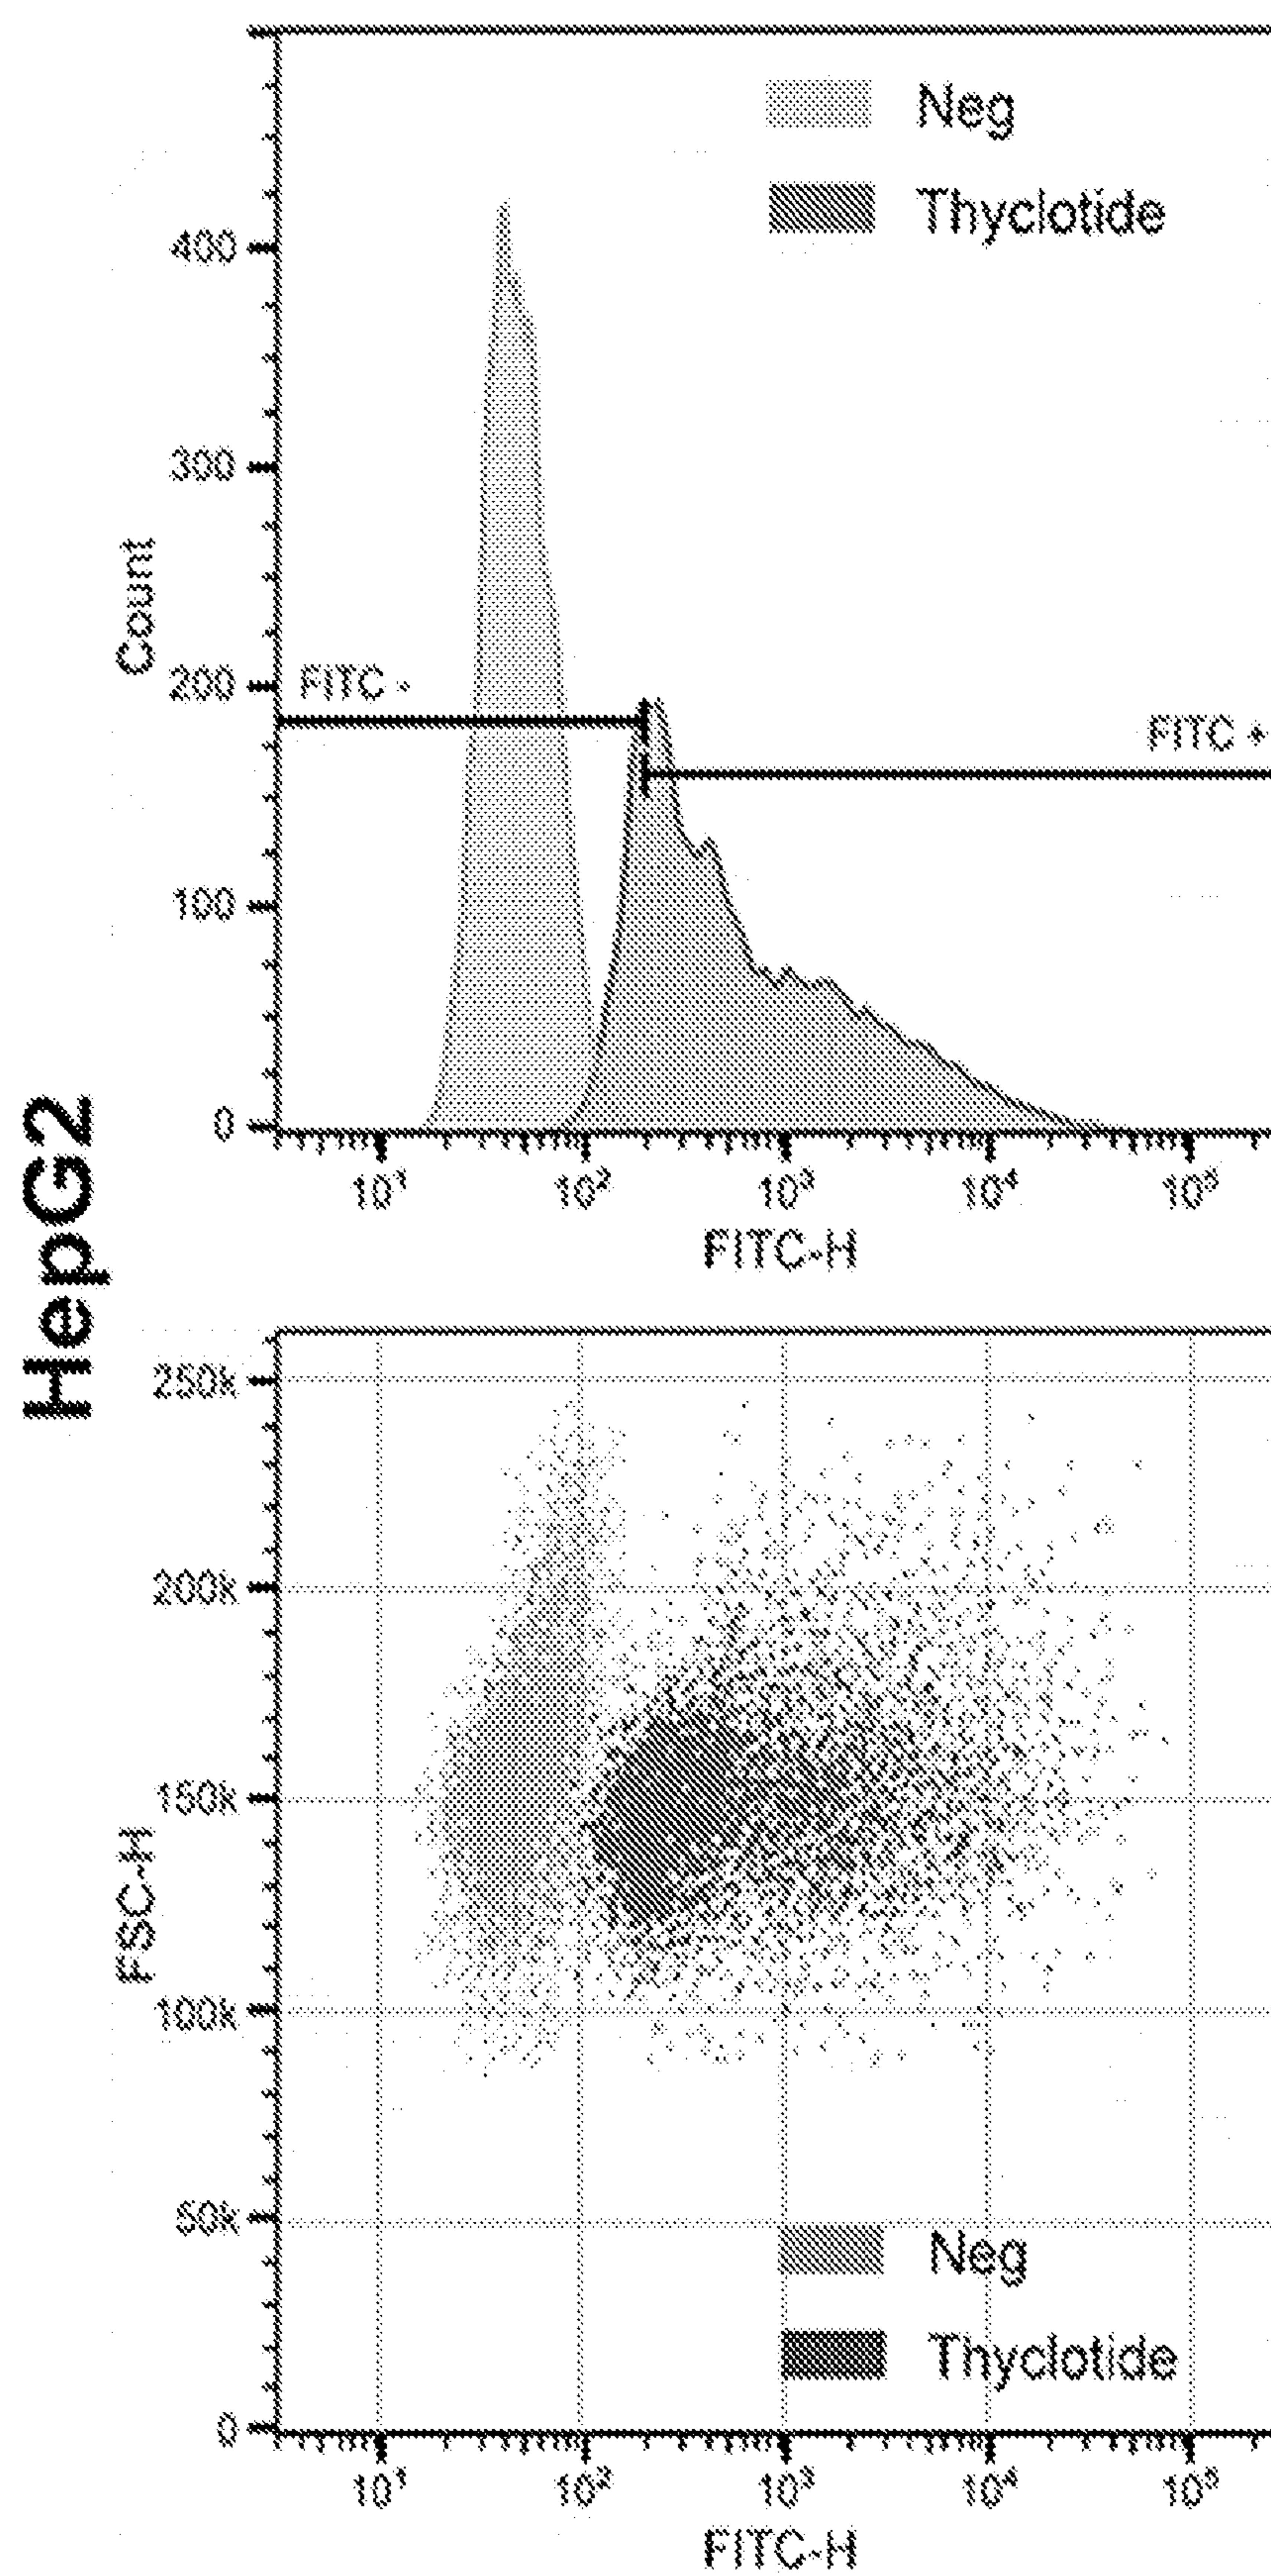 HepG2
Neg
Thyclotide
400
300
200
100
0
Count
FITC -
FITC +
10¹
10²
10³
10⁴
10⁵
FITC-H
250k
200k
150k
100k
50k
0
FSC-H
Neg
Thyclotide
10¹
10²
10³
10⁴
10⁵
FITC-H